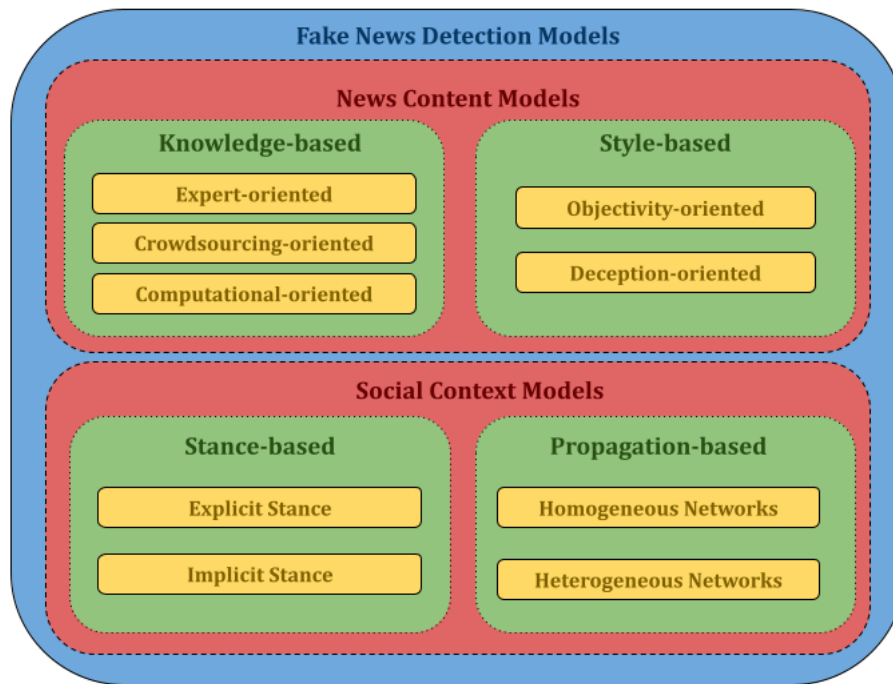 Fake News Detection Models
News Content Models
Knowledge-based
Expert-oriented
Crowdsourcing-oriented
Computational-oriented
Style-based
Objectivity-oriented
Deception-oriented
Social Context Models
Stance-based
Explicit Stance
Implicit Stance
Propagation-based
Homogeneous Networks
Heterogeneous Networks